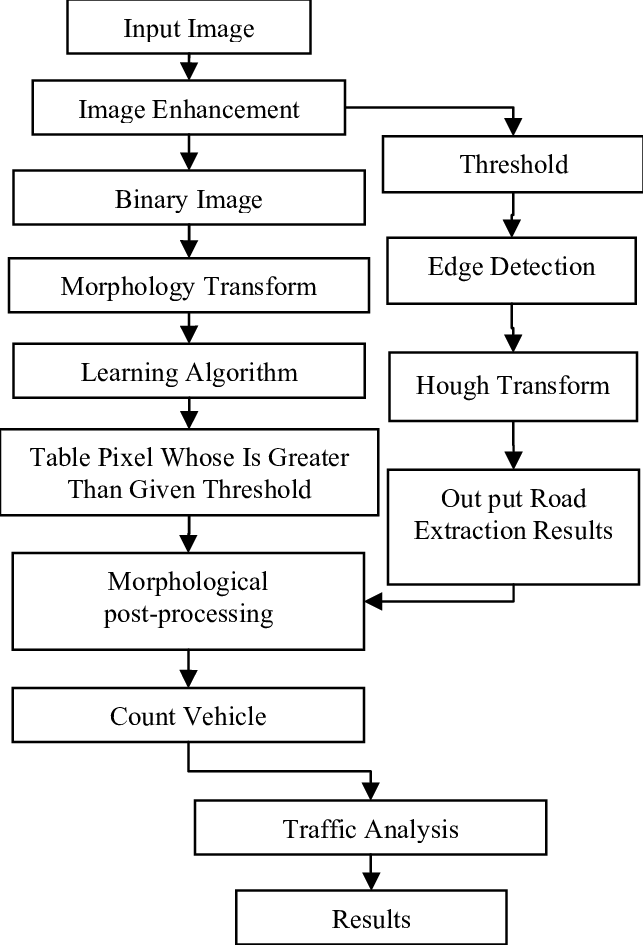 Input Image
Image Enhancement
Threshold
Binary Image
Edge Detection
Morphology Transform
Learning Algorithm
Hough Transform
Table Pixel Whose Is Greater
Than Given Threshold
Out put Road
Extraction Results
Morphological
post-processing
Count Vehicle
Traffic Analysis
Results